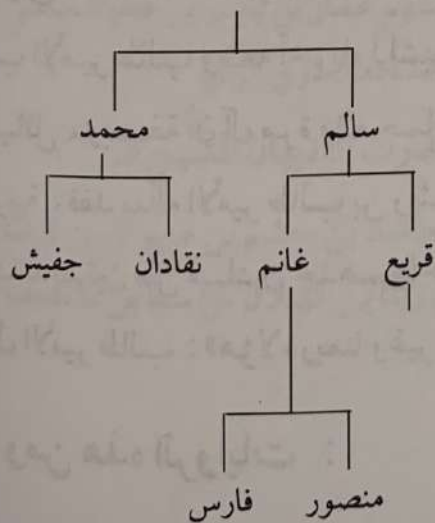 سالم محمد
قريع غانم نقادان جفيش
منصور فارس